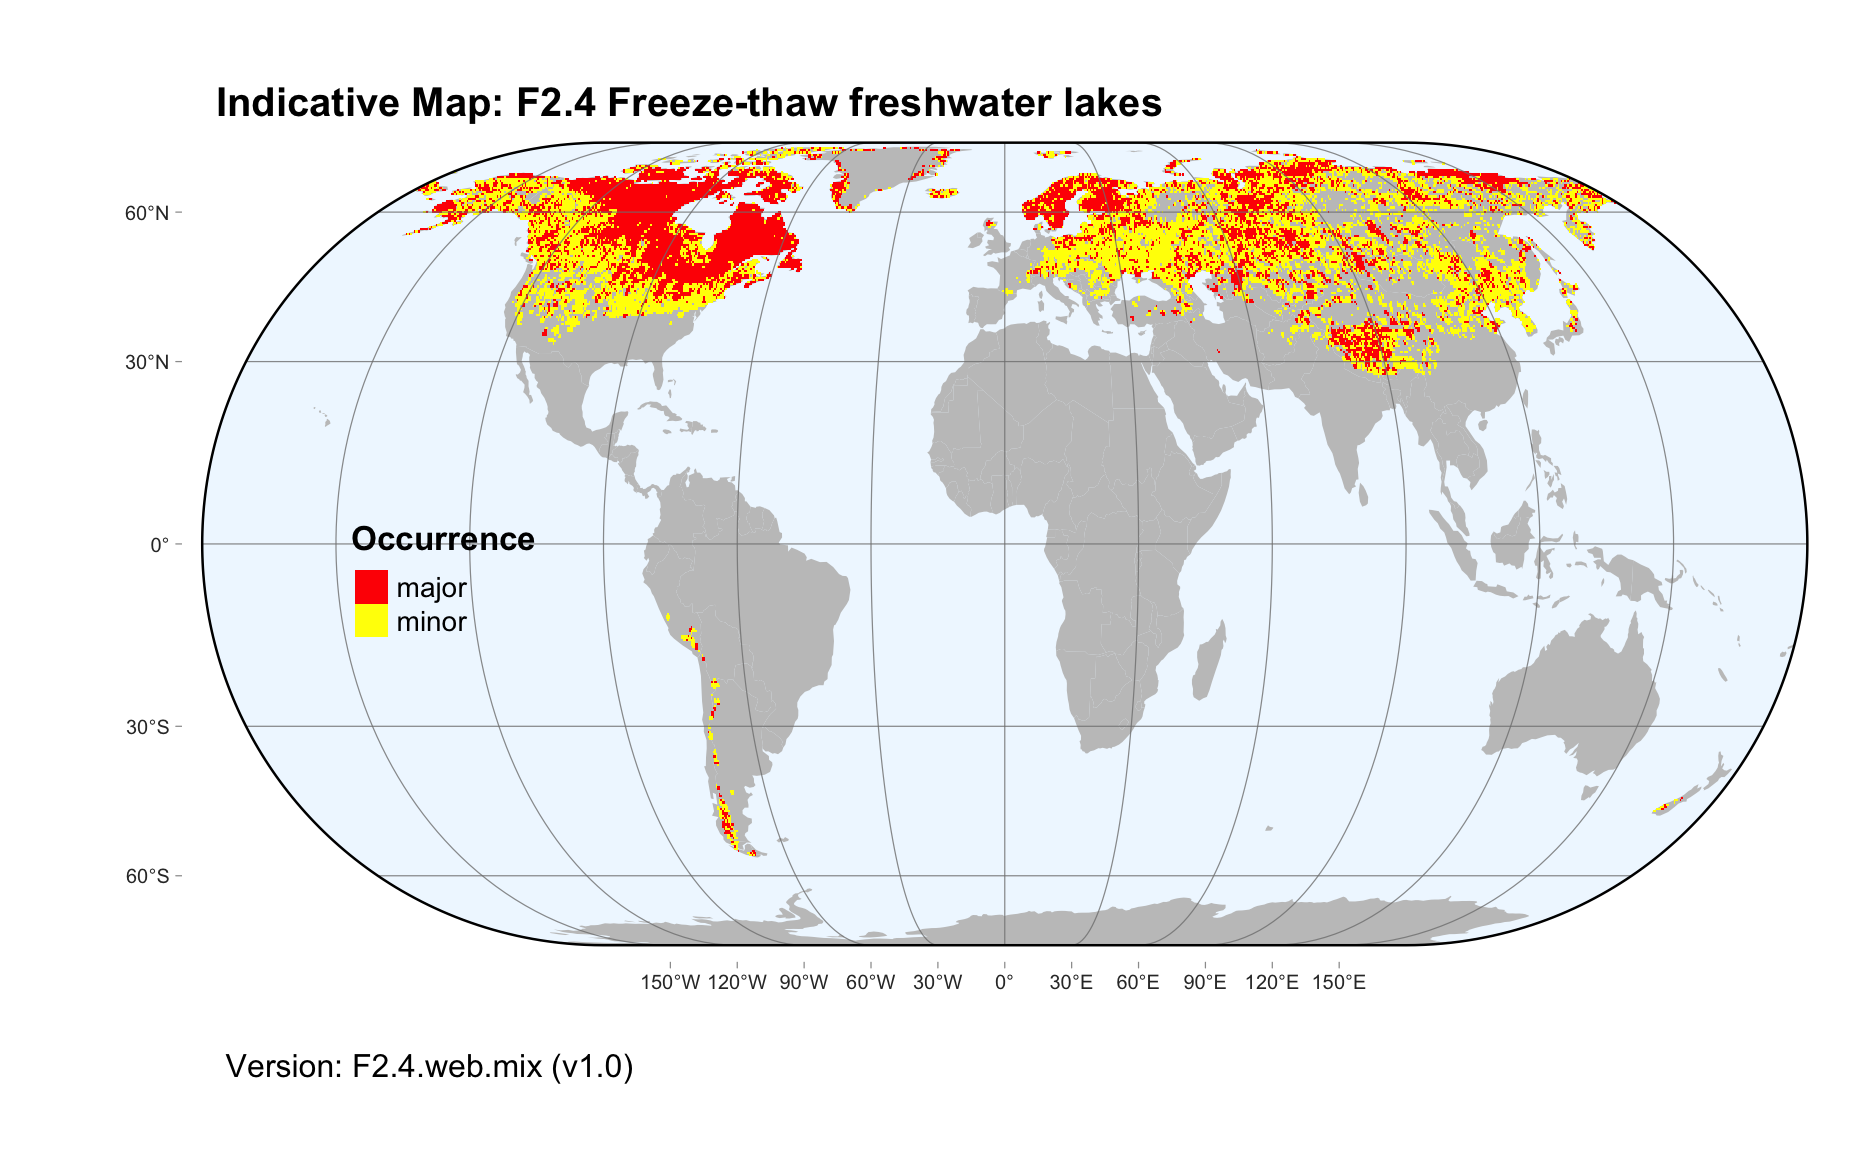 Indicative Map: F2.4 Freeze-thaw freshwater lakes
60°N
30°N
0°
30°S
60°S
Occurrence
major
minor
150°W 120°W 90°W 60°W 30°W 0° 30°E 60°E 90°E 120°E 150°E
Version: F2.4.web.mix (v1.0)